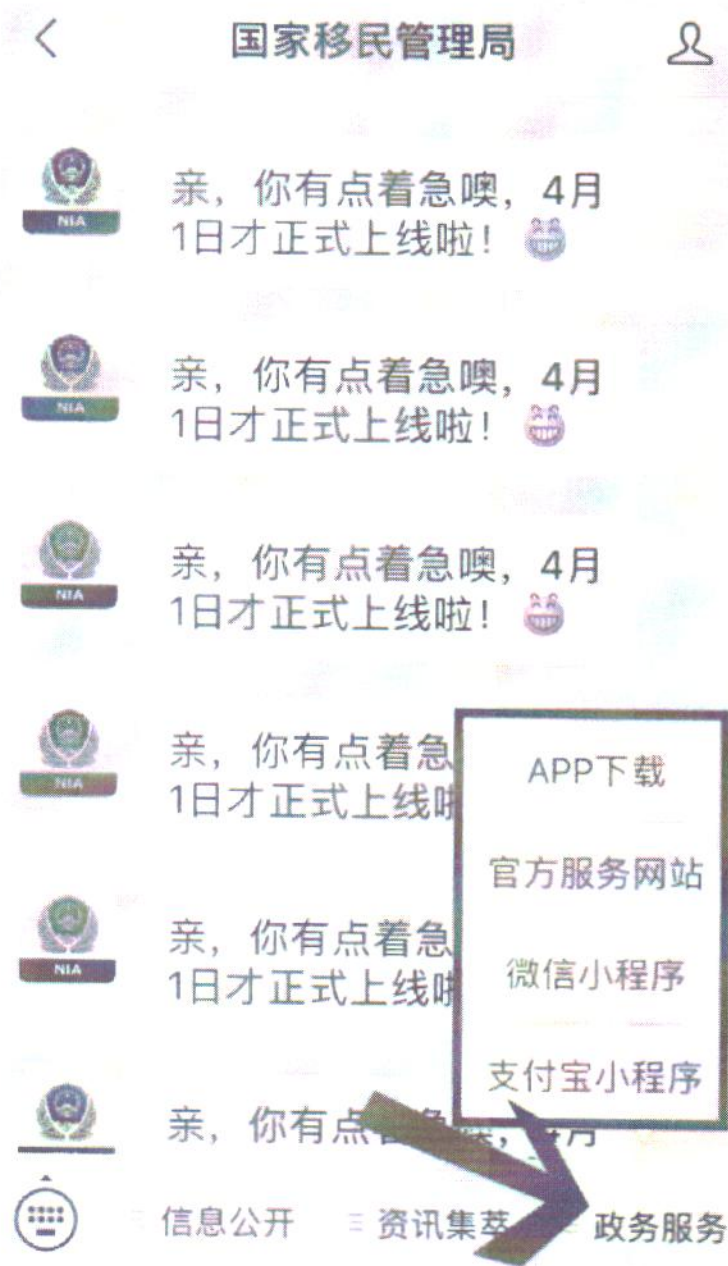 国家移民管理局
NIA
亲，你有点着急噢，4月
1日才正式上线啦！
NIA
亲，你有点着急噢，4月
1日才正式上线啦！
NIA
亲，你有点着急噢，4月
1日才正式上线啦！
NIA
亲，你有点着急
1日才正式上线
NIA
亲，你有点着急
1日才正式上线
APP下载
官方服务网站
微信小程序
支付宝小程序
亲，你有点
月
信息公开
资讯集萃
政务服务